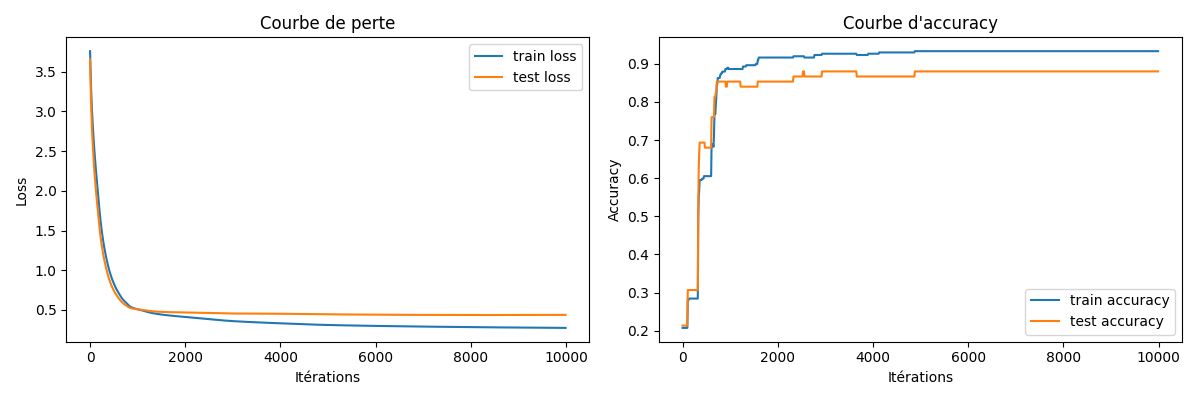 Courbe de perte
Loss
3.5
3.0
2.5
2.0
1.5
1.0
0.5
train loss
test loss
0 2000 4000 6000 8000 10000
Itérations
Courbe d'accuracy
Accuracy
0.9
0.8
0.7
0.6
0.5
0.4
0.3
0.2
train accuracy
test accuracy
0 2000 4000 6000 8000 10000
Itérations